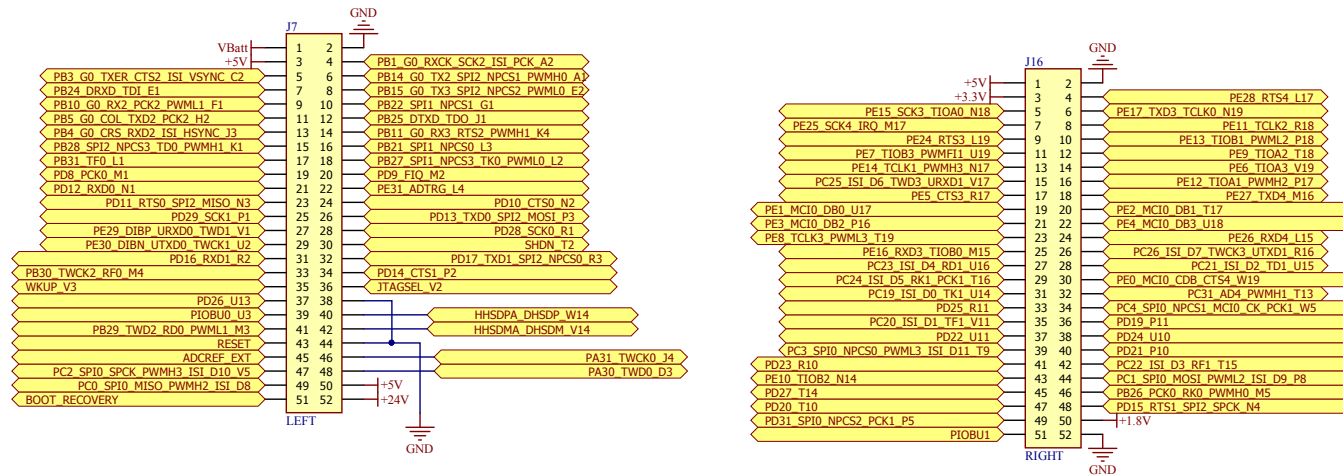 GND
J7
VBatt 1 2
+5V 3 4 PB1_G0_RXCK_SCK2_ISI_PCK_A2
PB3_G0_TXER_CTS2_ISI_VSYNC_C2 5 6 PB14_G0_TX2_SPI2_NPCS1_PWMH0_A1
PB24_DRXD_TDI_E1 7 8 PB15_G0_TX3_SPI2_NPCS2_PWML0_E2
PB10_G0_RX2_PCK2_PWML1_F1 9 10 PB22_SPI1_NPCS1_G1
PB5_G0_COL_TXD2_PCK2_H2 11 12 PB25_DTXD_TDO_J1
PB4_G0_CRS_RXD2_ISI_HSYNC_J3 13 14 PB11_G0_RX3_RTS2_PWMH1_K4
PB28_SPI2_NPCS3_TD0_PWMH1_K1 15 16 PB21_SPI1_NPCS0_L3
PB31_TF0_L1 17 18 PB27_SPI1_NPCS3_TK0_PWML0_L2
PD8_PCK0_M1 19 20 PD9_FIQ_M2
PD12_RXD0_N1 21 22 PE31_ADTRG_L4
PD11_RTS0_SPI2_MISO_N3 23 24 PD10_CTS0_N2
PD29_SCK1_P1 25 26 PD13_TXD0_SPI2_MOSI_P3
PE29_DIBP_URXD0_TWD1_V1 27 28 PD28_SCK0_R1
PE30_DIBN_UTXD0_TWCK1_U2 29 30 SHDN_T2
PD16_RXD1_R2 31 32 PD17_TXD1_SPI2_NPCS0_R3
PB30_TWCK2_RF0_M4 33 34 PD14_CTS1_P2
WKUP_V3 35 36 JTAGSEL_V2
PD26_U13 37 38
PIOBU0_U3 39 40 HHSDPA_DHSDP_W14
PB29_TWD2_RD0_PWML1_M3 41 42 HHSDMA_DHSDM_V14
RESET 43 44
ADCREF_EXT 45 46 PA31_TWCK0_J4
PC2_SPI0_SPCK_PWMH3_ISI_D10_V5 47 48 PA30_TWD0_D3
PC0_SPI0_MISO_PWMH2_ISI_D8 49 50 +5V
BOOT_RECOVERY 51 52 +24V
LEFT
GND
GND
J16
+5V 1 2
+3.3V 3 4 PE28_RTS4_L17
PE15_SCK3_TIOA0_N18 5 6 PE17_TXD3_TCLK0_N19
PE25_SCK4_IRQ_M17 7 8 PE11_TCLK2_R18
PE24_RTS3_L19 9 10 PE13_TIOB1_PWML2_P18
PE7_TIOB3_PWMFI1_U19 11 12 PE9_TIOA2_T18
PE14_TCLK1_PWMH3_N17 13 14 PE6_TIOA3_V19
PC25_ISI_D6_TWD3_URXD1_V17 15 16 PE12_TIOA1_PWMH2_P17
PE5_CTS3_R17 17 18 PE27_TXD4_M16
PE1_MCI0_DB0_U17 19 20 PE2_MCI0_DB1_T17
PE3_MCI0_DB2_P16 21 22 PE4_MCI0_DB3_U18
PE8_TCLK3_PWML3_T19 23 24 PE26_RXD4_L15
PE16_RXD3_TIOB0_M15 25 26 PC26_ISI_D7_TWCK3_UTXD1_R16
PC23_ISI_D4_RD1_U16 27 28 PC21_ISI_D2_TD1_U15
PC24_ISI_D5_RK1_PCK1_T16 29 30 PE0_MCI0_CDB_CTS4_W19
PC19_ISI_D0_TK1_U14 31 32 PC31_AD4_PWMH1_T13
PD25_R11 33 34 PC4_SPI0_NPCS1_MCI0_CK_PCK1_W5
PC20_ISI_D1_TF1_V11 35 36 PD19_P11
PD22_U11 37 38 PD24_U10
PC3_SPI0_NPCS0_PWML3_ISI_D11_T9 39 40 PD21_P10
PD23_R10 41 42 PC22_ISI_D3_RF1_T15
PE10_TIOB2_N14 43 44 PC1_SPI0_MOSI_PWML2_ISI_D9_P8
PD27_T14 45 46 PB26_PCK0_RK0_PWMH0_M5
PD20_T10 47 48 PD15_RTS1_SPI2_SPCK_N4
PD31_SPI0_NPCS2_PCK1_P5 49 50 +1.8V
PIOBU1 51 52
RIGHT
GND